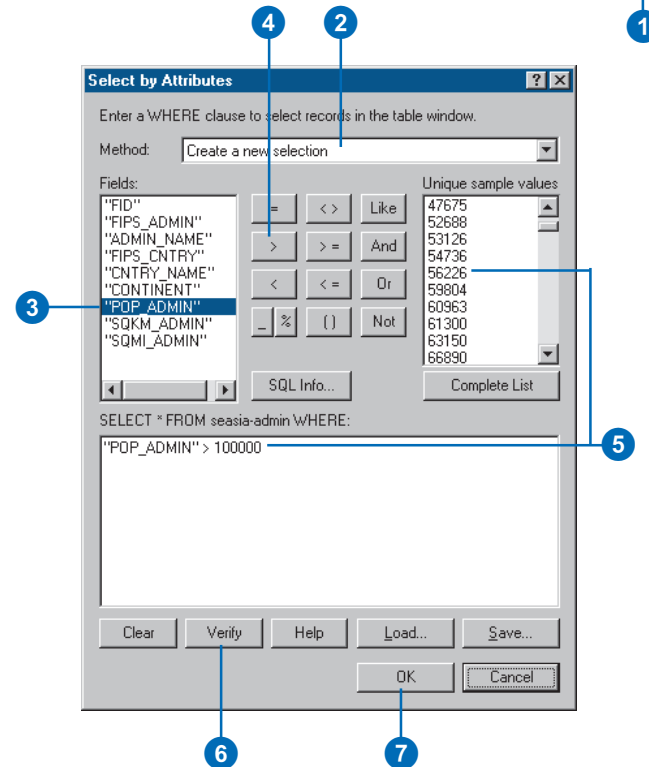 4
2
1
Select by Attributes
Enter a WHERE clause to select records in the table window.
Method: Create a new selection
Fields:
"FID"
"FIPS_ADMIN"
"ADMIN_NAME"
"FIPS_CNTRY"
"CNTRY_NAME"
"CONTINENT"
"POP_ADMIN"
"SQKM_ADMIN"
"SQMI_ADMIN"
3
= < > Like
> > = And
< < = Or
_ % ( ) Not
SQL Info...
Unique sample values
47675
52688
53126
54736
56226
59804
60963
61300
63150
66890
Complete List
5
SELECT * FROM seasia-admin WHERE:
"POP_ADMIN" > 100000
Clear Verify Help Load... Save...
OK Cancel
6
7